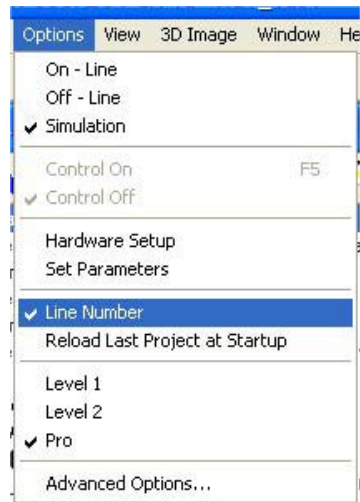 Options View 3D Image Window He
On - Line
Off - Line
Simulation
Control On F5
Control Off
Hardware Setup
Set Parameters
Line Number
Reload Last Project at Startup
Level 1
Level 2
Pro
Advanced Options...